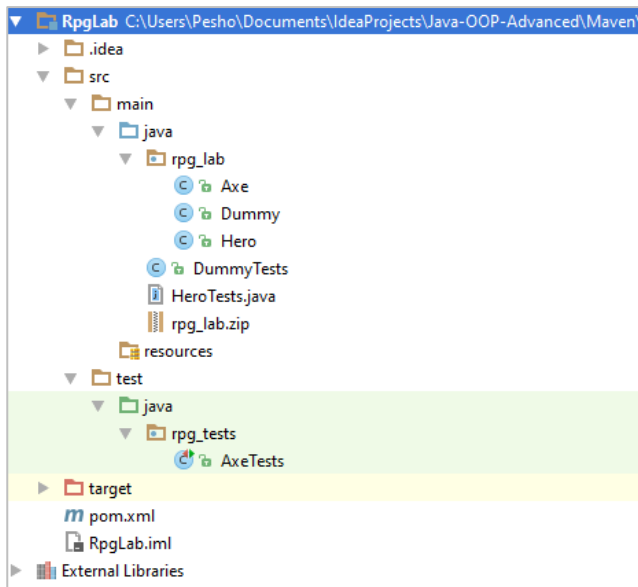 RpgLab C:\Users\Pesho\Documents\IdeaProjects\Java-OOP-Advanced\Maven\
.idea
src
main
java
rpg_lab
Axe
Dummy
Hero
DummyTests
HeroTests.java
rpg_lab.zip
resources
test
java
rpg_tests
AxeTests
target
pom.xml
RpgLab.iml
External Libraries